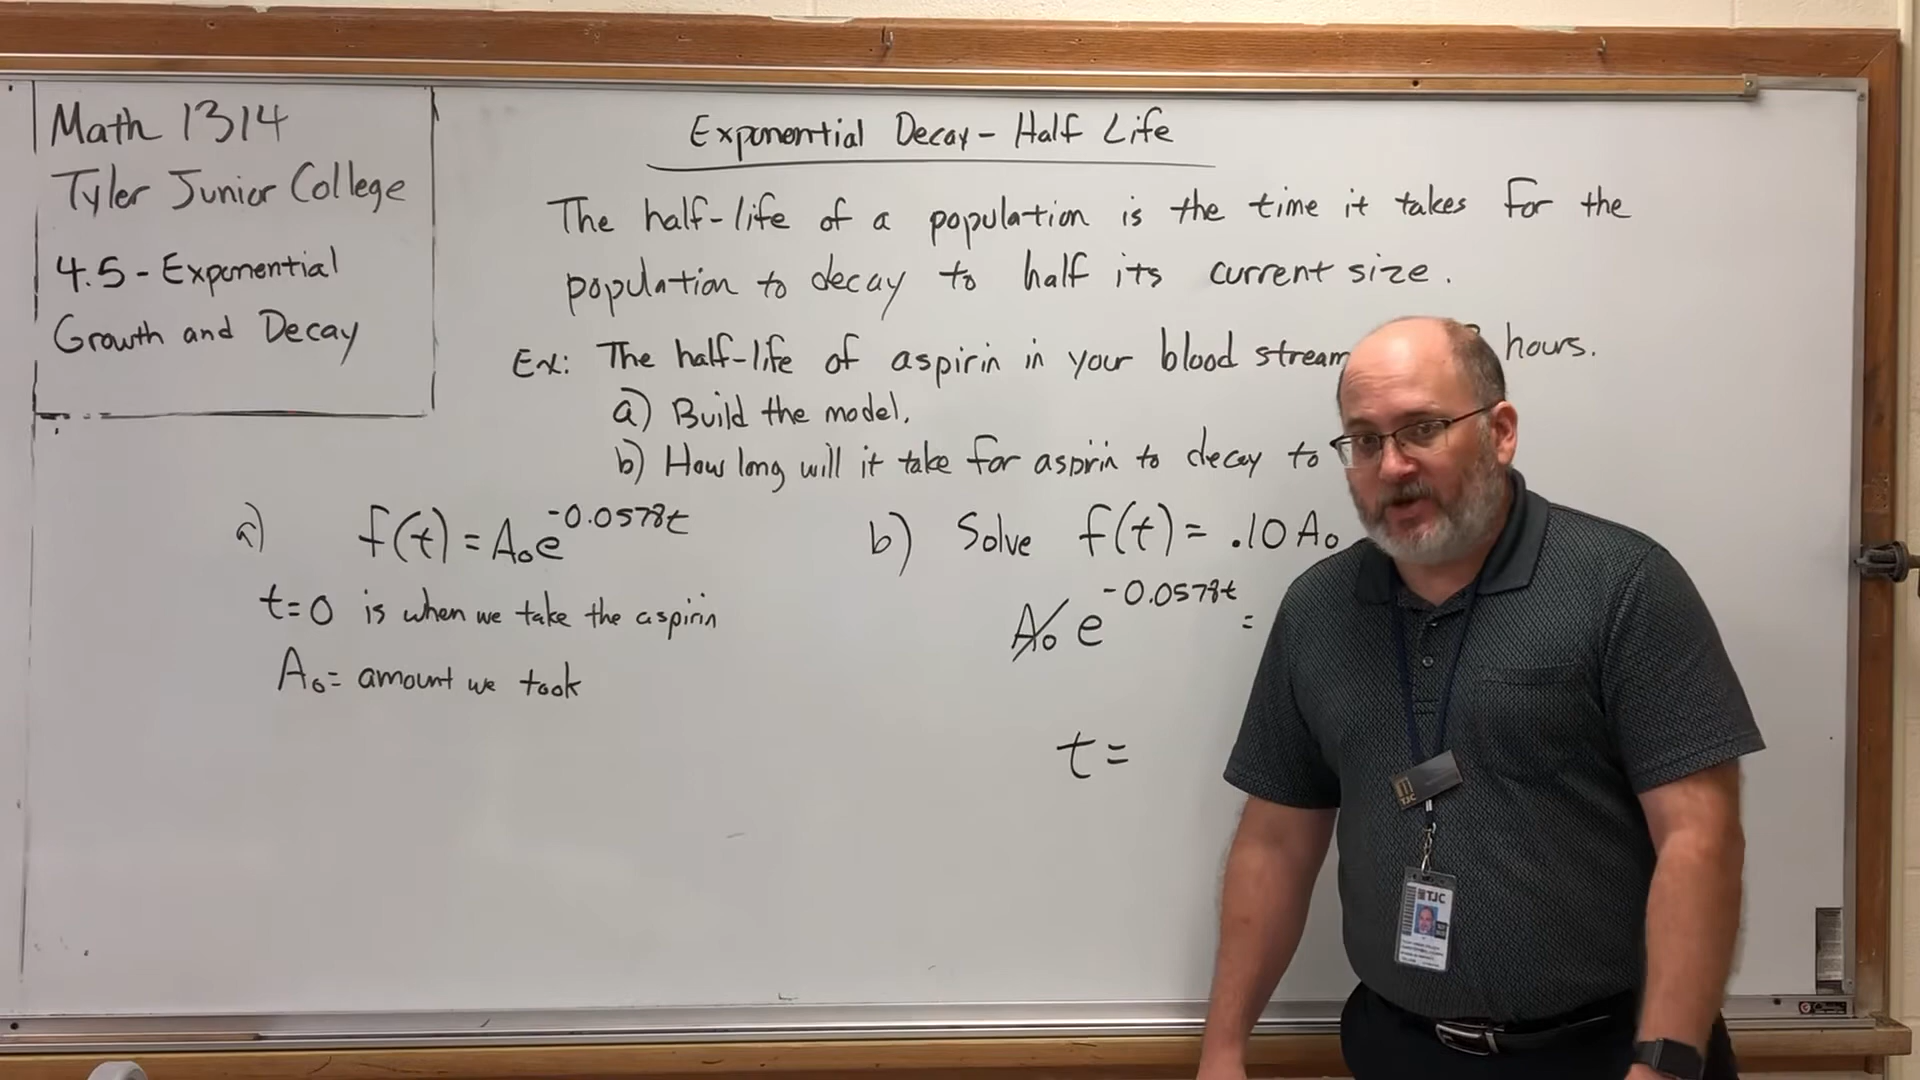 Math 1314
Tyler Junior College
4.5 - Exponential
Growth and Decay
Exponential Decay - Half Life
The half-life of a population is the time it takes for the
population to decay to half its current size.
Ex: The half-life of aspirin in your blood stream hours.
a) Build the model.
b) How long will it take for aspirin to decay to
a) f(t) = A₀e^-0.0578t
t=0 is when we take the aspirin
A₀= amount we took
b) Solve f(t) = .10 A₀
A₀ e^-0.0578t =
t =
TJC
TJC